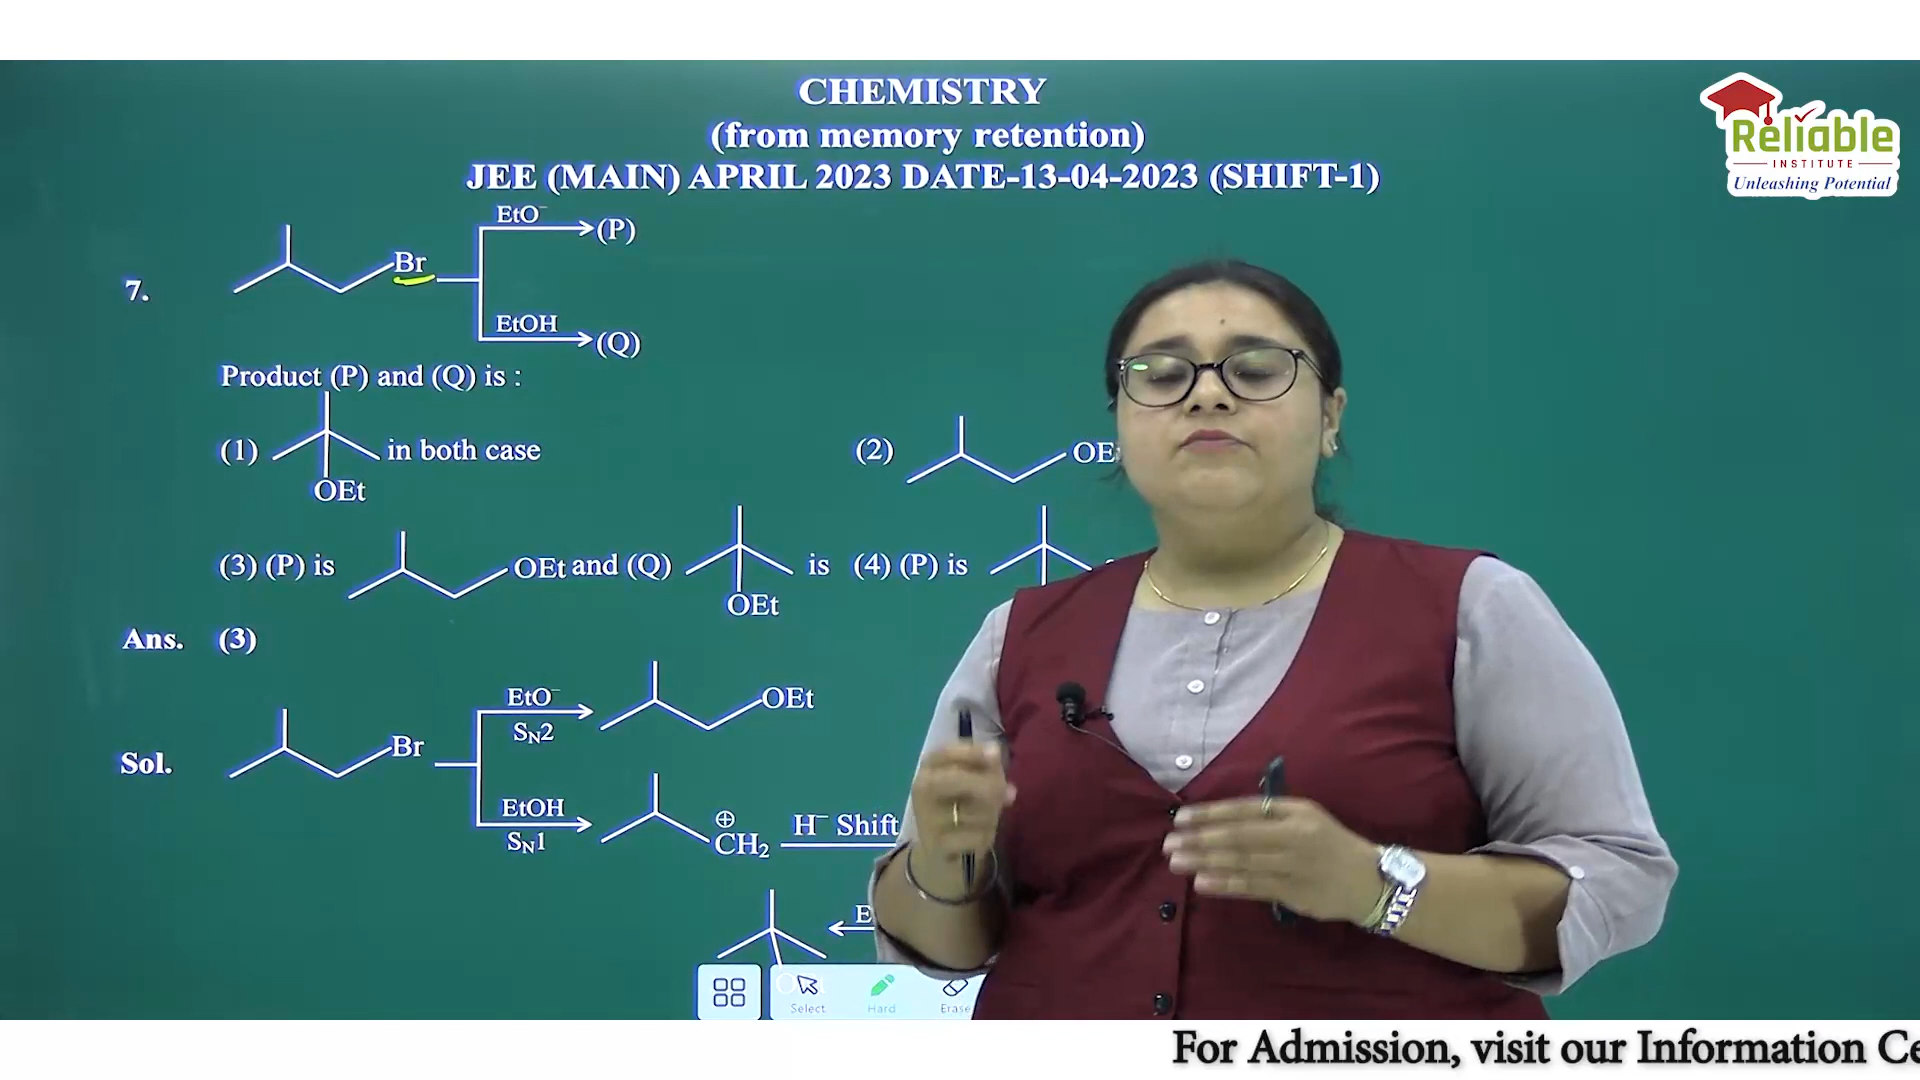 CHEMISTRY
(from memory retention)
JEE (MAIN) APRIL 2023 DATE-13-04-2023 (SHIFT-1)
Reliable
INSTITUTE
Unleashing Potential
EtO⁻
(P)
Br
7.
EtOH
(Q)
Product (P) and (Q) is :
(1)
in both case
OEt
(2)
(3) (P) is
OEt and (Q)
is
OEt
(4) (P) is
Ans. (3)
EtO⁻
OEt
SN2
Sol.
Br
EtOH
SN1
⊕
CH2
H⁻ Shift
Select
Hard
Erase
For Admission, visit our Information